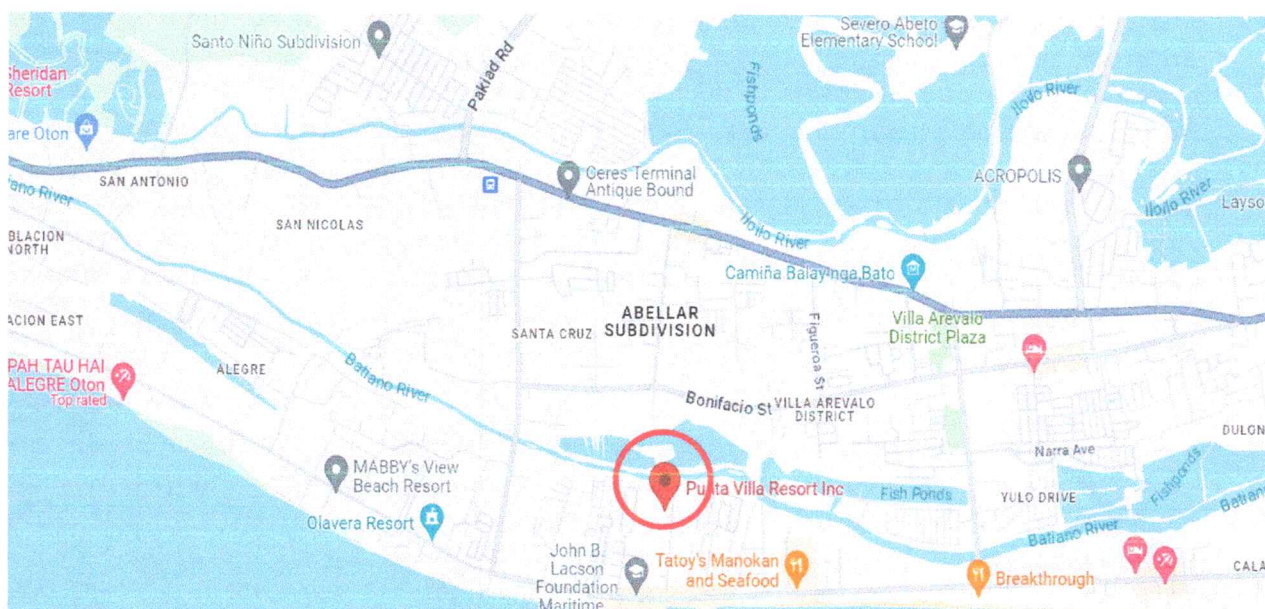 Severo Abeto
Elementary School
Santo Niño Subdivision
Pakiad Rd
Fishponds
Sheridan
Resort
Iloilo River
are Oton
Ceres Terminal
Antique Bound
ACROPOLIS
SAN ANTONIO
Iloilo River
Layso
SAN NICOLAS
Iloilo River
BLACION
NORTH
Camiña Balay nga Bato
ABELLAR
SUBDIVISION
Villa Arevalo
District Plaza
ACION EAST
SANTA CRUZ
Figueroa St
PAH TAU HAI
ALEGRE Oton
Top rated
ALEGRE
Batiano River
Bonifacio St
VILLA AREVALO
DISTRICT
DULON
Narra Ave
MABBY's View
Beach Resort
Punta Villa Resort Inc
Fish Ponds
YULO DRIVE
Fishponds
Olavera Resort
Batiano River
John B.
Lacson
Foundation
Maritime
Tatoy's Manokan
and Seafood
Breakthrough
CALA